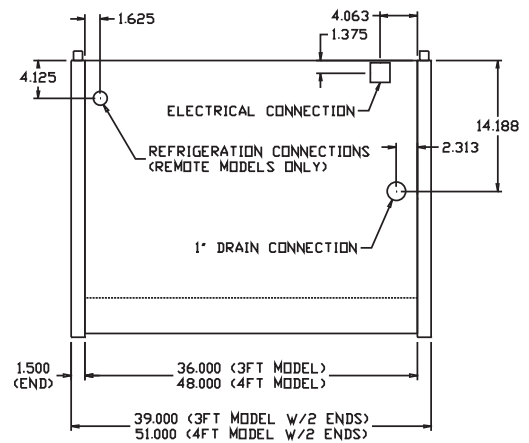 1.625
4.063
1.375
4.125
ELECTRICAL CONNECTION
14.188
REFRIGERATION CONNECTIONS
(REMOTE MODELS ONLY)
2.313
1" DRAIN CONNECTION
1.500
(END)
36.000 (3FT MODEL)
48.000 (4FT MODEL)
39.000 (3FT MODEL W/2 ENDS)
51.000 (4FT MODEL W/2 ENDS)